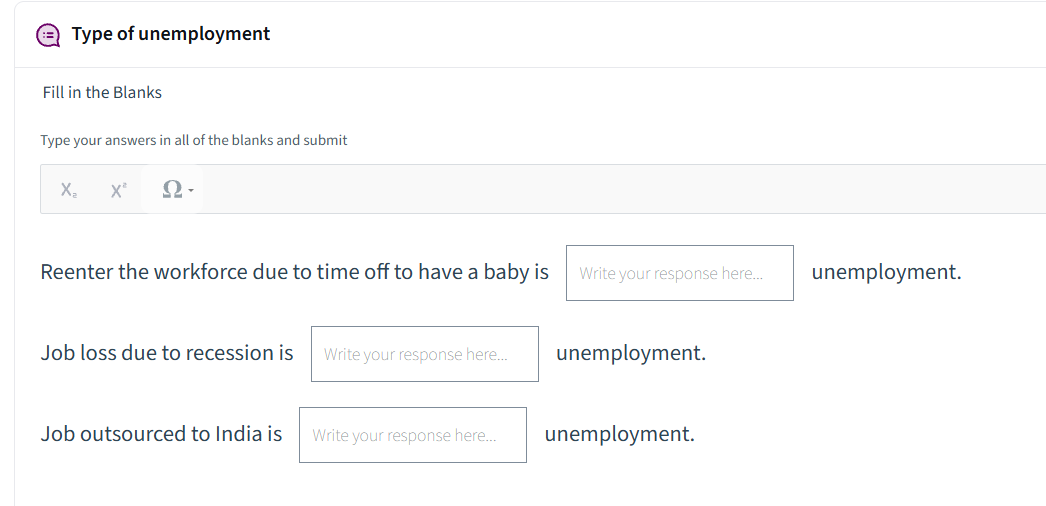 Type of unemployment
Fill in the Blanks
Type your answers in all of the blanks and submit
X₂ X² Ω
Reenter the workforce due to time off to have a baby is Write your response here... unemployment.
Job loss due to recession is Write your response here... unemployment.
Job outsourced to India is Write your response here... unemployment.